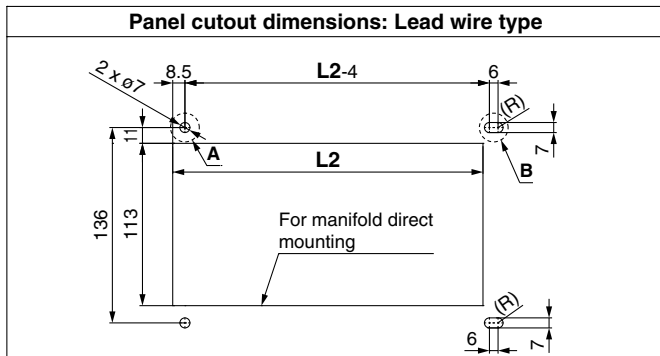 Panel cutout dimensions: Lead wire type
2 x ø7
8.5
L2-4
6
(R)
7
11
A
B
L2
136
113
For manifold direct
mounting
(R)
6
7